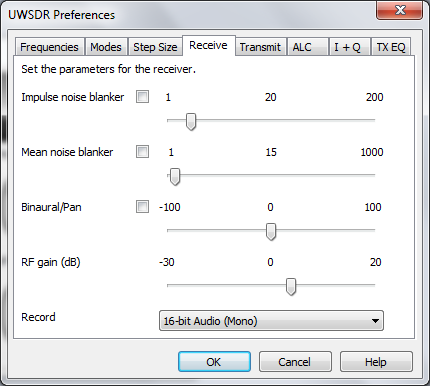 UWSDR Preferences
Frequencies Modes Step Size Receive Transmit ALC I + Q TX EQ
Set the parameters for the receiver.
Impulse noise blanker 1 20 200
Mean noise blanker 1 15 1000
Binaural/Pan -100 0 100
RF gain (dB) -30 0 20
Record 16-bit Audio (Mono)
OK Cancel Help